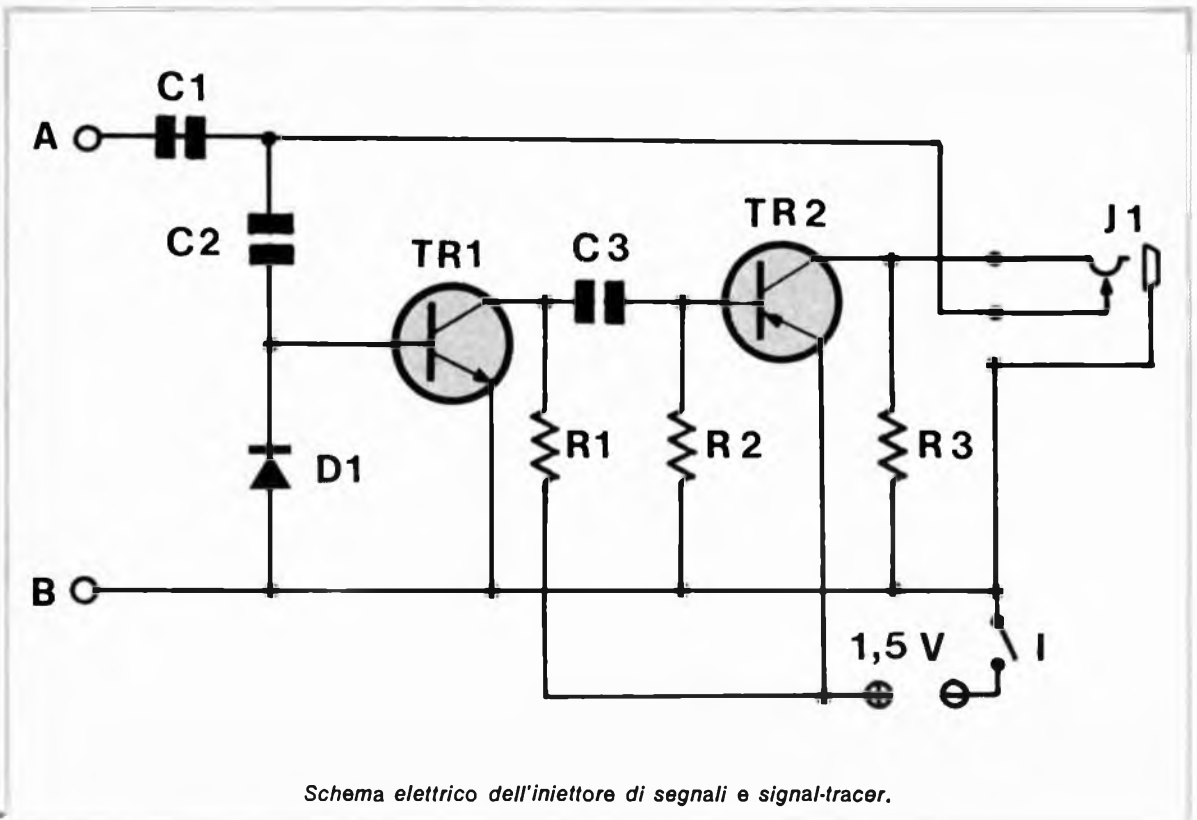 C1
A
C2
TR1
C3
TR2
J1
D1
R1
R2
R3
B
1,5 V
I
Schema elettrico dell'iniettore di segnali e signal-tracer.